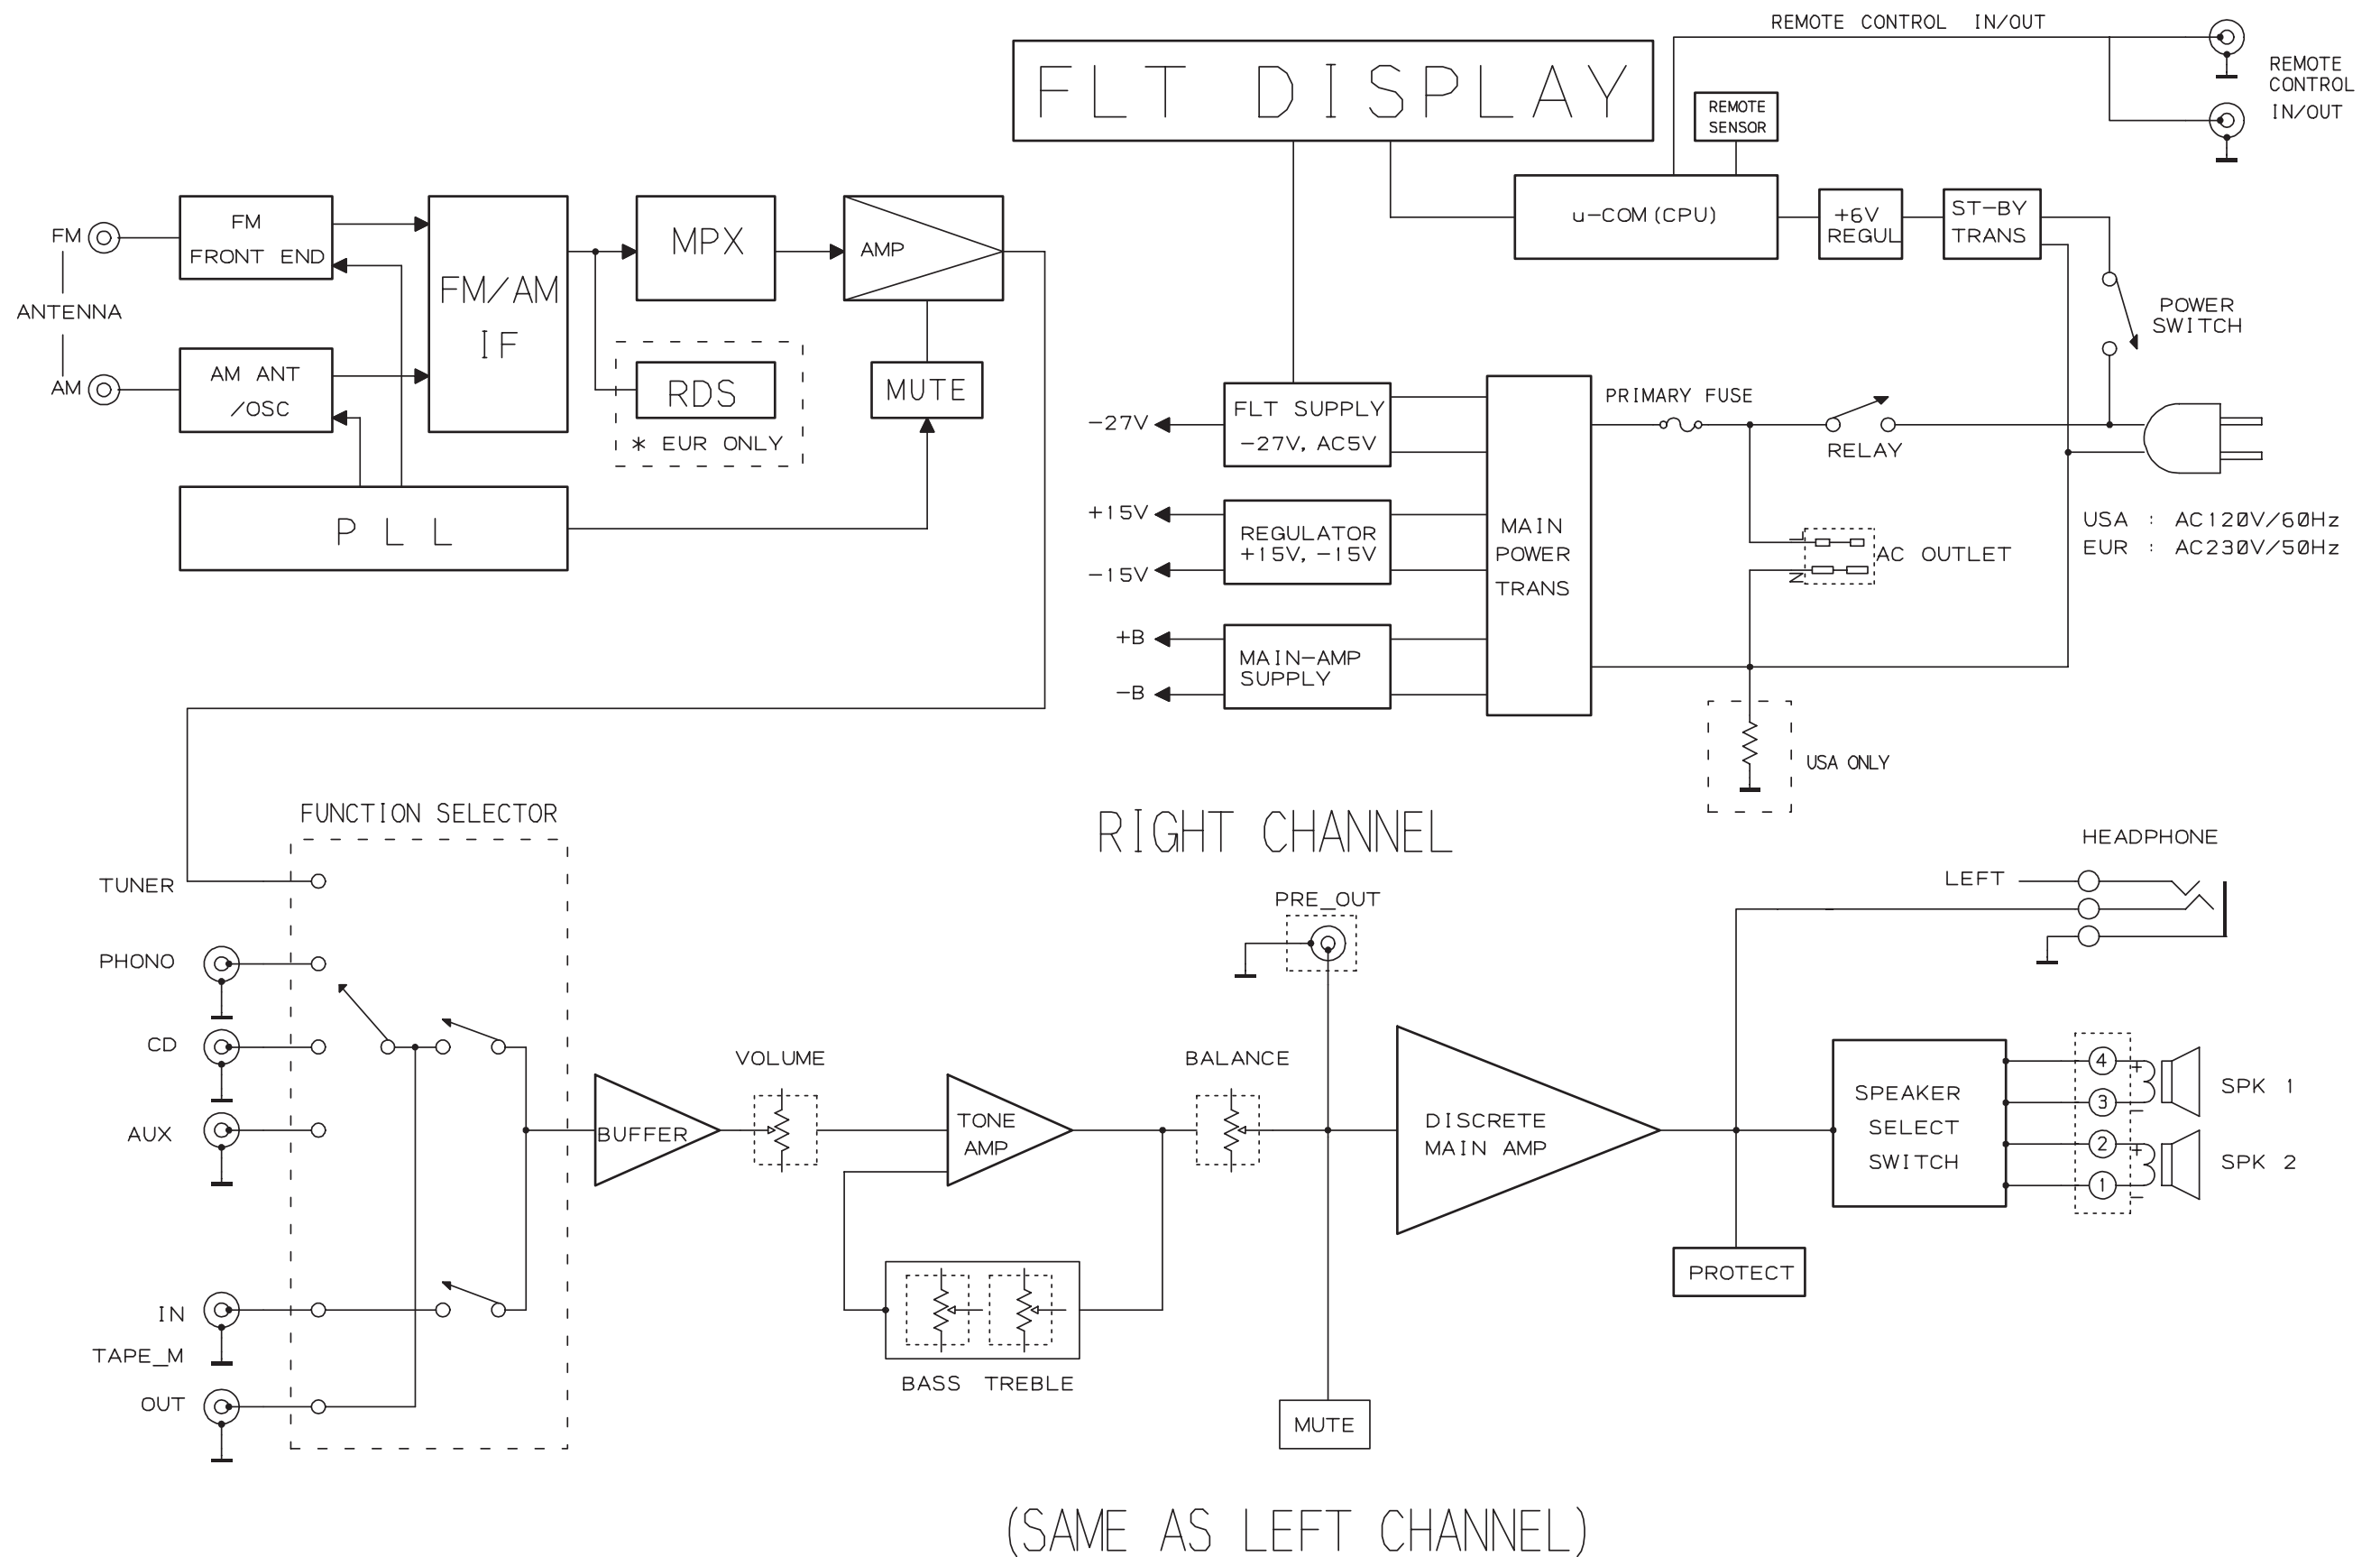 REMOTE CONTROL IN/OUT
REMOTE
CONTROL
IN/OUT
FLT DISPLAY
REMOTE
SENSOR
u-COM(CPU)
+6V
REGUL
ST-BY
TRANS
POWER
SWITCH
FM
ANTENNA
AM
FM
FRONT END
AM ANT
/OSC
FM/AM
IF
MPX
AMP
RDS
* EUR ONLY
MUTE
PLL
-27V
FLT SUPPLY
-27V, AC5V
+15V
-15V
REGULATOR
+15V, -15V
+B
-B
MAIN-AMP
SUPPLY
MAIN
POWER
TRANS
PRIMARY FUSE
RELAY
L
N
AC OUTLET
USA : AC120V/60Hz
EUR : AC230V/50Hz
USA ONLY
FUNCTION SELECTOR
RIGHT CHANNEL
TUNER
PHONO
CD
AUX
IN
TAPE_M
OUT
BUFFER
VOLUME
TONE
AMP
BASS TREBLE
BALANCE
PRE_OUT
MUTE
DISCRETE
MAIN AMP
HEADPHONE
LEFT
PROTECT
SPEAKER
SELECT
SWITCH
4
+
3
-
2
+
1
-
SPK 1
SPK 2
(SAME AS LEFT CHANNEL)